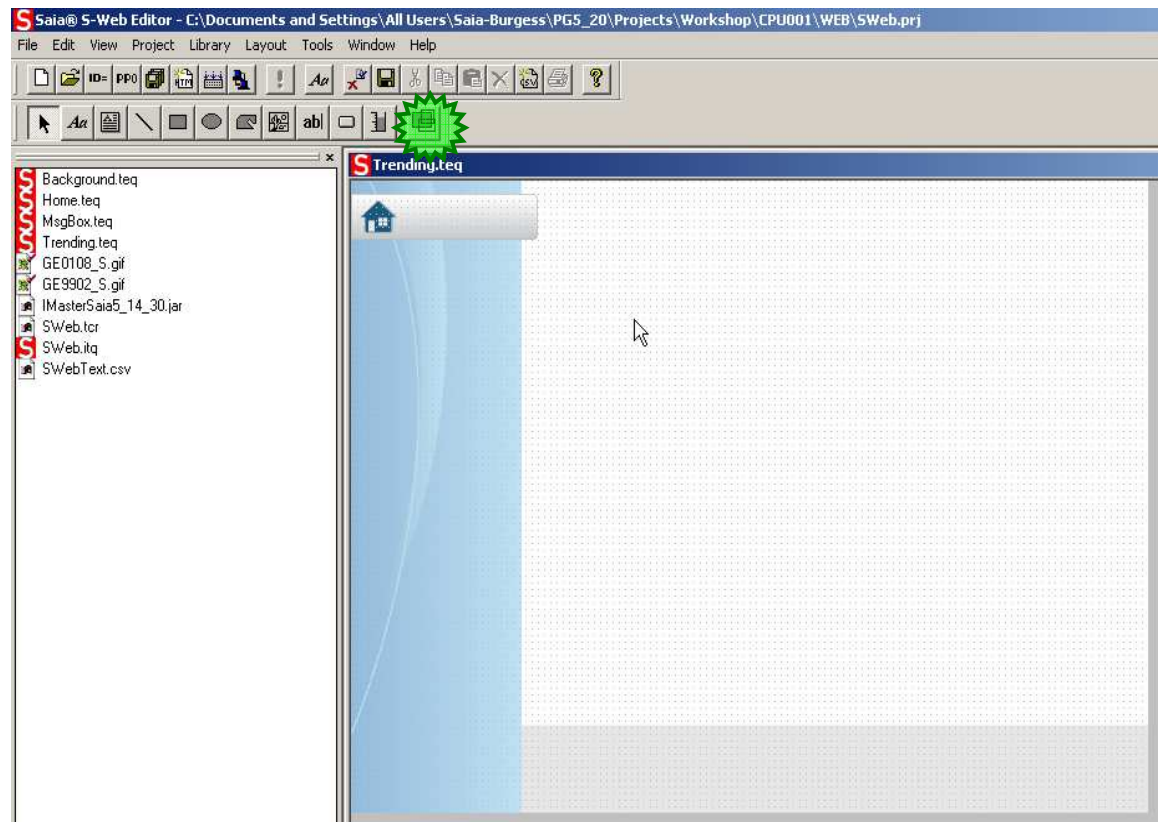 Saia® S-Web Editor - C:\Documents and Settings\All Users\Saia-Burgess\PG5_20\Projects\Workshop\CPU001\WEB\SWeb.prj
File Edit View Project Library Layout Tools Window Help
ID= PPO HTM ! Aa CSV ?
Aa ab|
x
S Trending.teq
Background.teq
Home.teq
MsgBox.teq
Trending.teq
GE0108_S.gif
GE9902_S.gif
IMasterSaia5_14_30.jar
SWeb.tcr
SWeb.itq
SWebText.csv